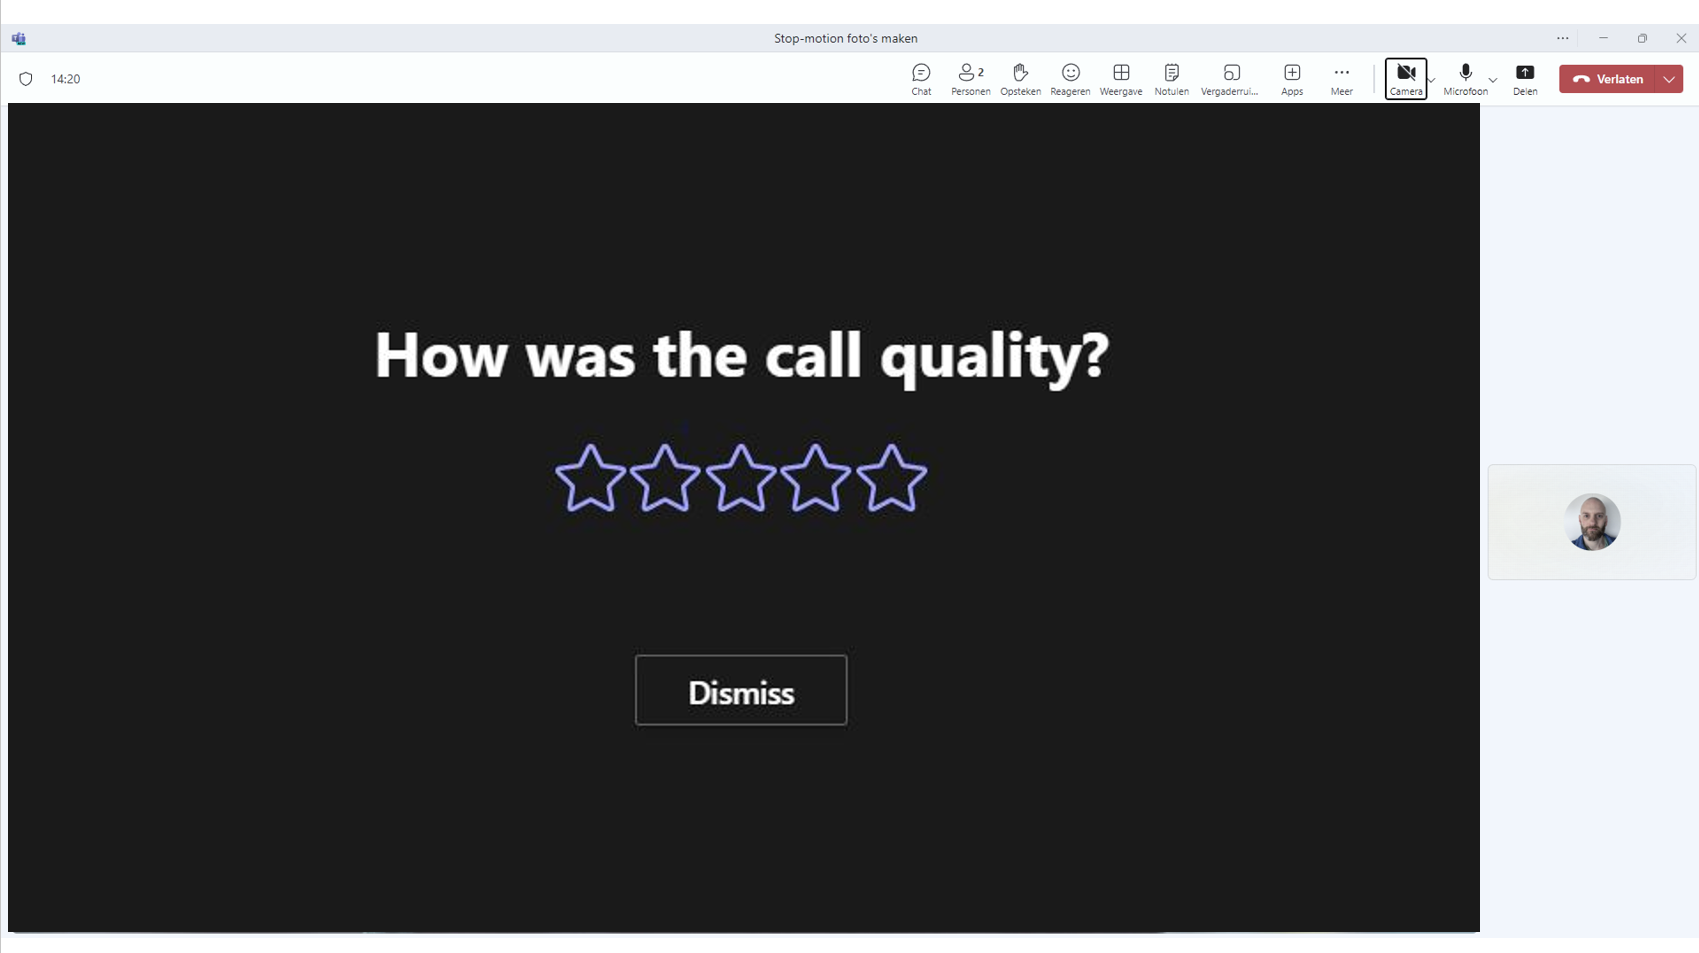 Stop-motion foto's maken
14:20
Chat
Personen 2
Opsteken
Reageren
Weergave
Notulen
Vergaderrui...
Apps
Meer
Camera
Microfoon
Delen
Verlaten
How was the call quality?
Dismiss